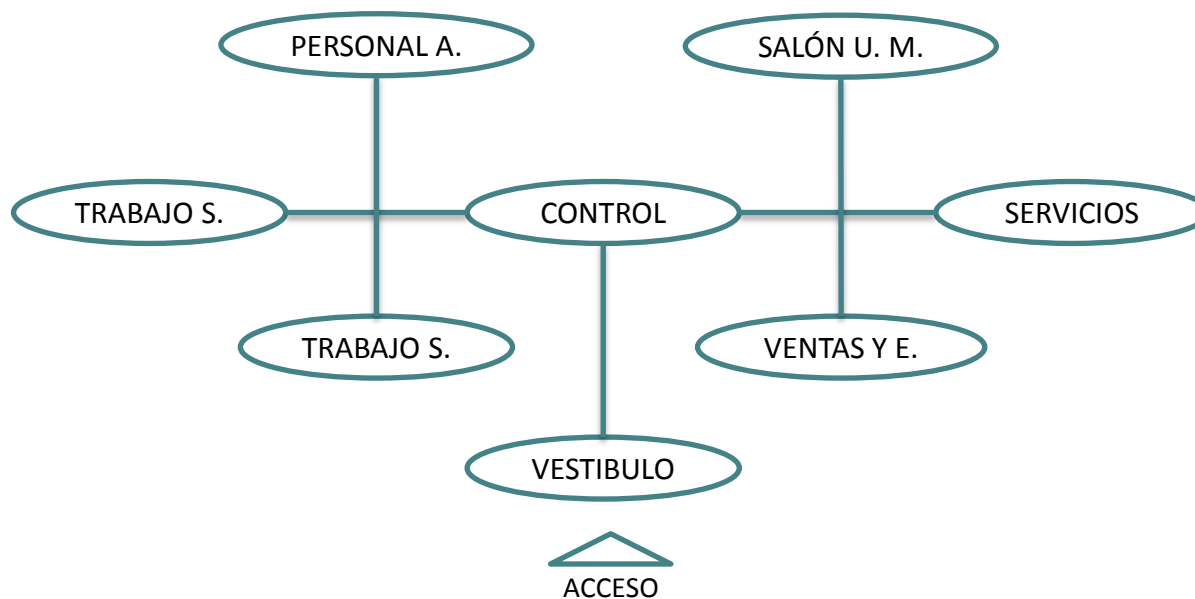 PERSONAL A.
SALÓN U. M.
TRABAJO S.
CONTROL
SERVICIOS
TRABAJO S.
VENTAS Y E.
VESTIBULO
ACCESO